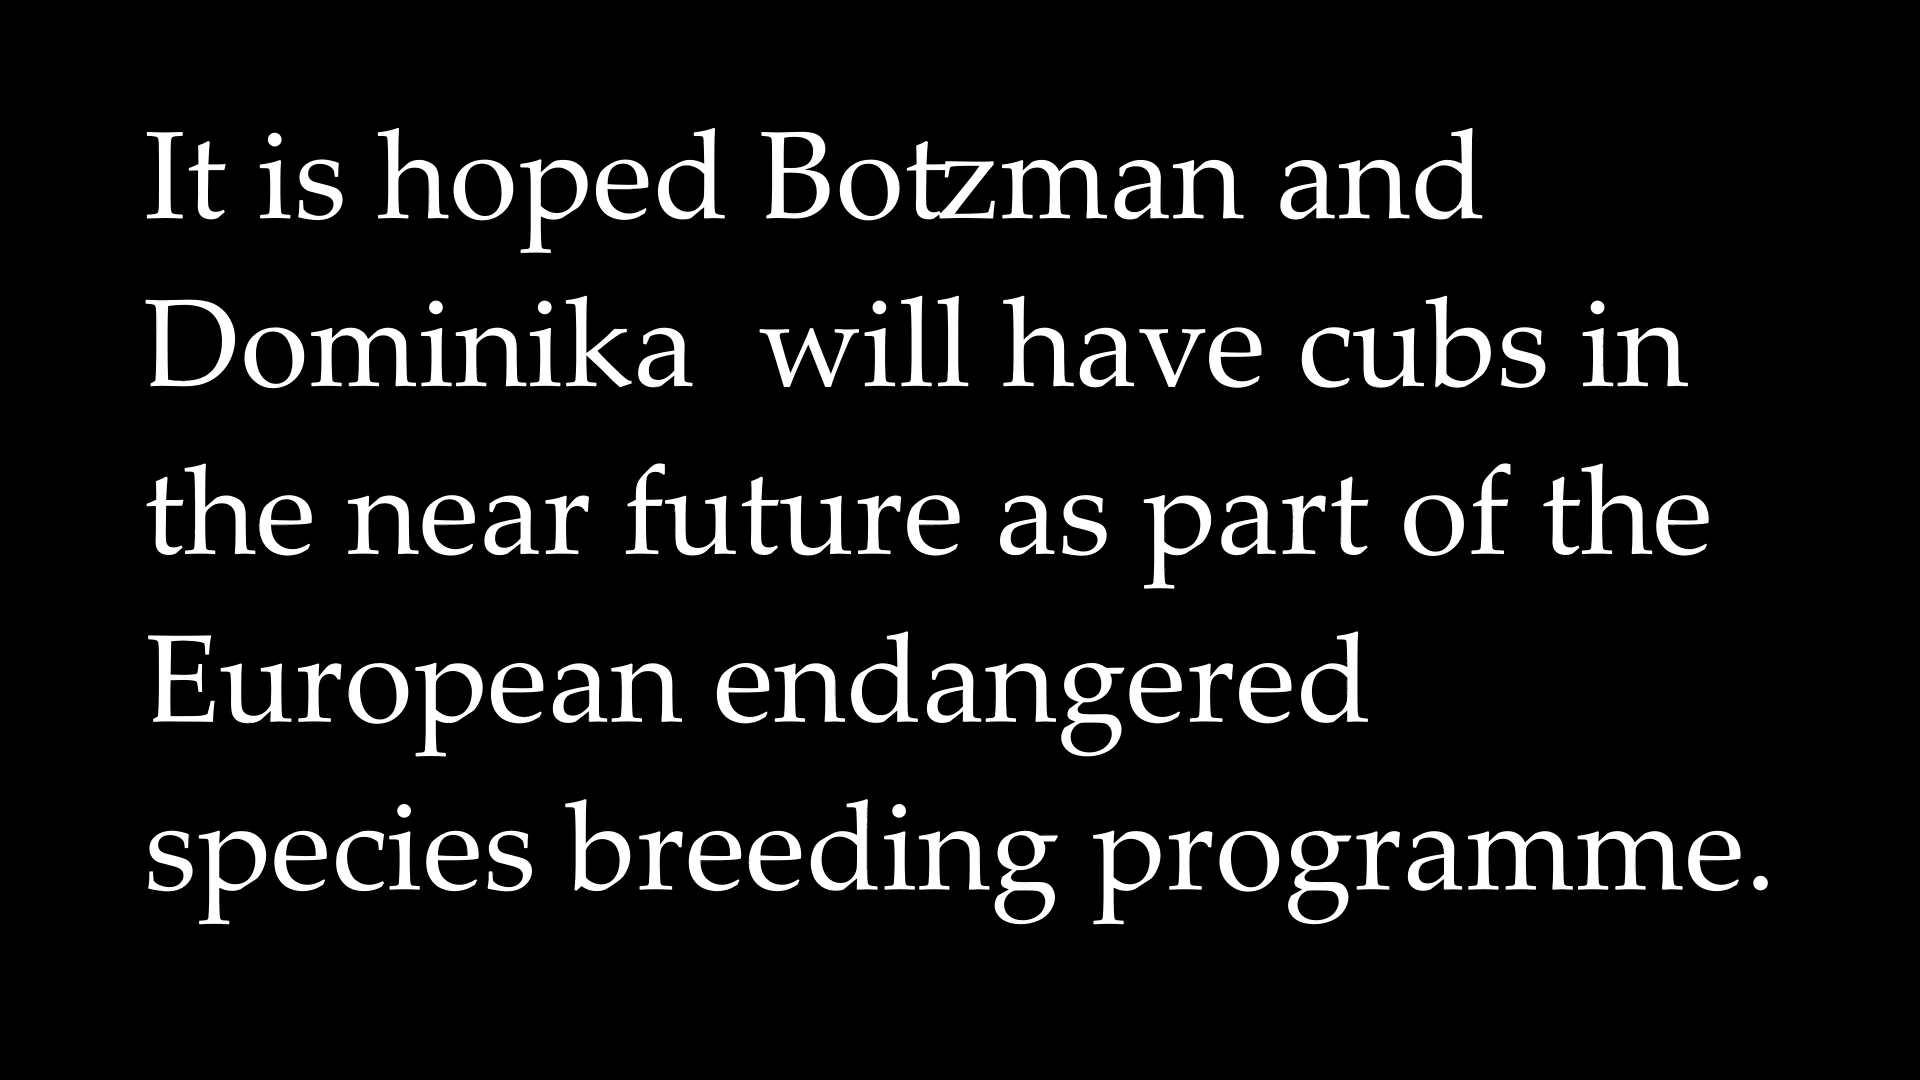 It is hoped Botzman and
Dominika  will have cubs in
the near future as part of the
European endangered
species breeding programme.